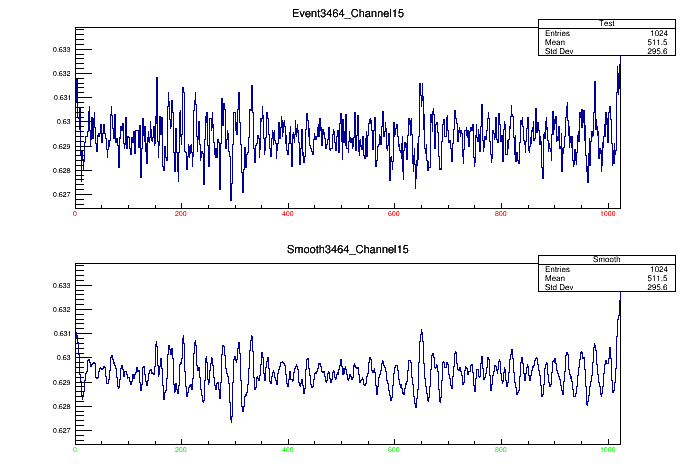 Event3464_Channel15
Test
Entries 1024
Mean 511.5
Std Dev 295.6
0.633
0.632
0.631
0.63
0.629
0.628
0.627
0 200 400 600 800 1000
Smooth3464_Channel15
Smooth
Entries 1024
Mean 511.5
Std Dev 295.6
0.633
0.632
0.631
0.63
0.629
0.628
0.627
0 200 400 600 800 1000